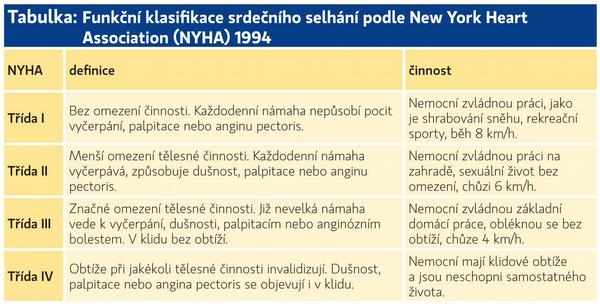 Tabulka: Funkční klasifikace srdečního selhání podle New York Heart
Association (NYHA) 1994
NYHA definice činnost
Třída I
Bez omezení činnosti. Každodenní námaha nepůsobí pocit
vyčerpání, palpitace nebo anginu pectoris.
Nemocní zvládnou práci, jako
je shrabování sněhu, rekreační
sporty, běh 8 km/h.
Třída II
Menší omezení tělesné činnosti. Každodenní námaha
vyčerpává, způsobuje dušnost, palpitace nebo anginu
pectoris.
Nemocní zvládnou práci na
zahradě, sexuální život bez
omezení, chůzi 6 km/h.
Třída III
Značné omezení tělesné činnosti. Již nevelká námaha
vede k vyčerpání, dušnosti, palpitacím nebo anginózním
bolestem. V klidu bez obtíží.
Nemocní zvládnou základní
domácí práce, obléknou se bez
obtíží, chůze 4 km/h.
Třída IV
Obtíže při jakékoli tělesné činnosti invalidizují. Dušnost,
palpitace nebo angina pectoris se objevují i v klidu.
Nemocní mají klidové obtíže
a jsou neschopni samostatného
života.